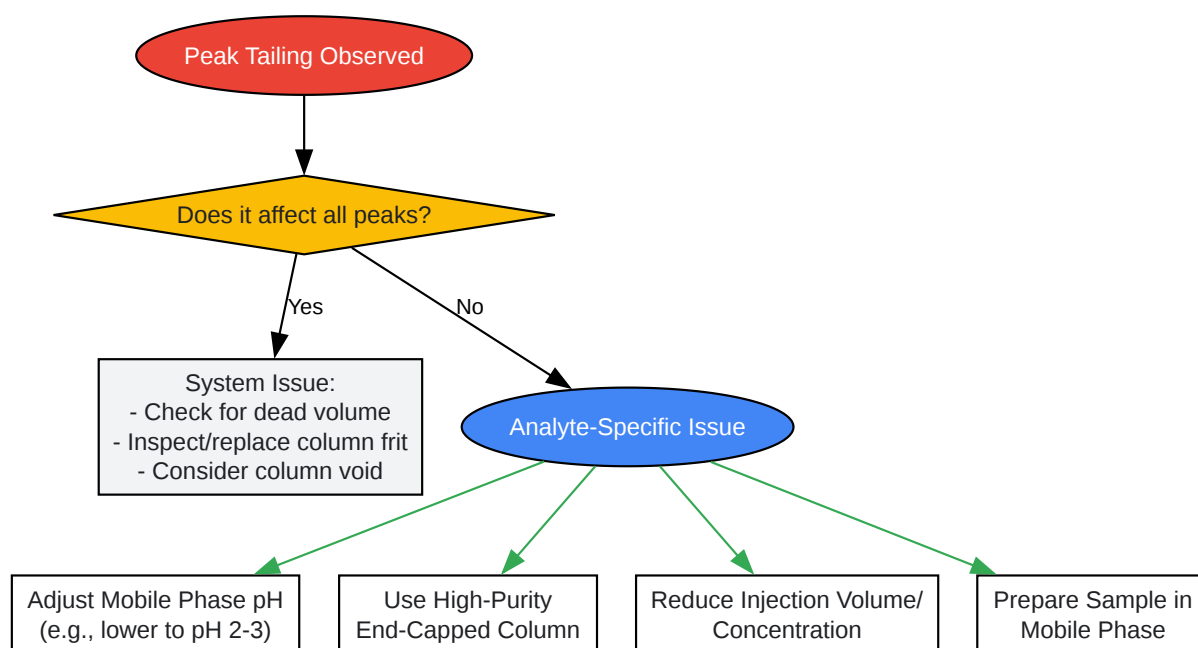 Peak Tailing Observed
Does it affect all peaks?
Yes
No
System Issue:
- Check for dead volume
- Inspect/replace column frit
- Consider column void
Analyte-Specific Issue
Adjust Mobile Phase pH
(e.g., lower to pH 2-3)
Use High-Purity
End-Capped Column
Reduce Injection Volume/
Concentration
Prepare Sample in
Mobile Phase